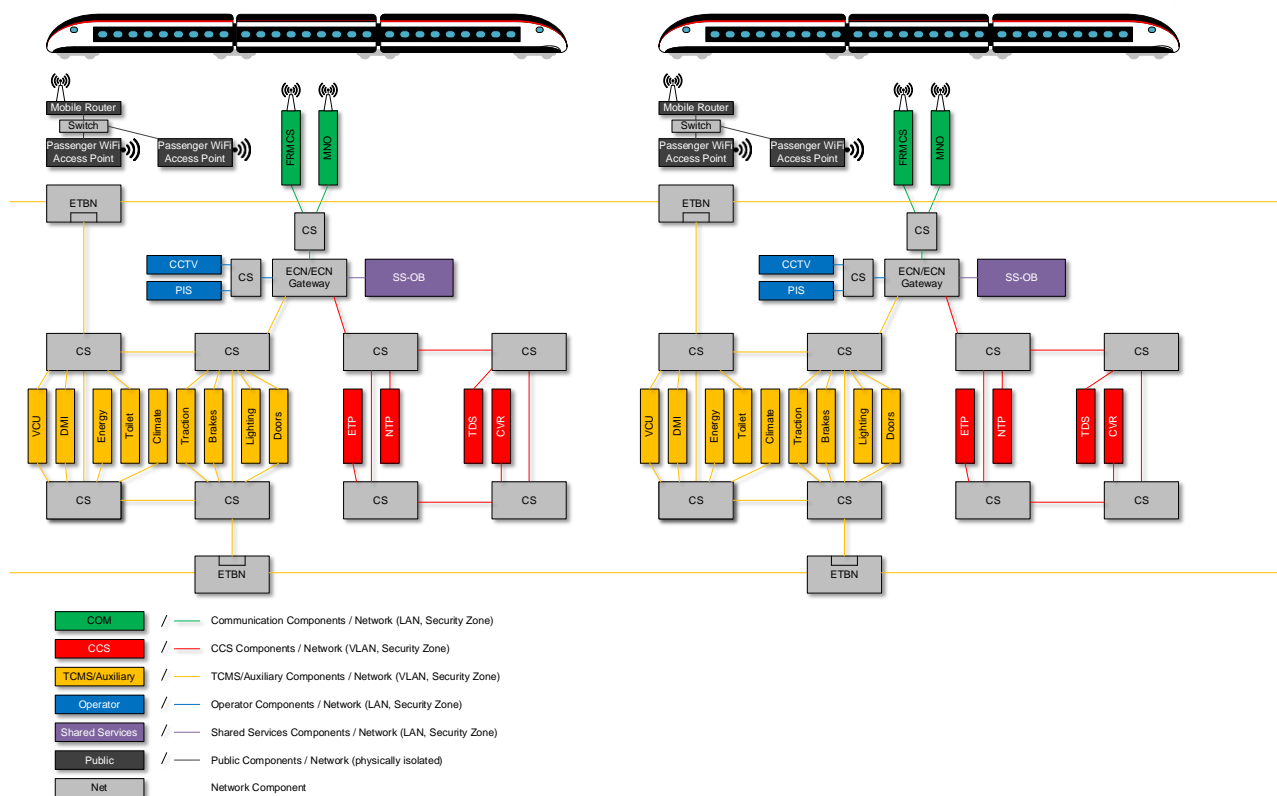 Mobile Router
Switch
Passenger WiFi
Access Point
Passenger WiFi
Access Point
FRMCS
MNO
ETBN
CS
CCTV
PIS
CS
ECN/ECN
Gateway
SS-OB
CS
CS
CS
CS
VCU
DMI
Energy
Toilet
Climate
Traction
Brakes
Lighting
Doors
ETP
NTP
TDS
CVR
CS
CS
CS
CS
ETBN
Mobile Router
Switch
Passenger WiFi
Access Point
Passenger WiFi
Access Point
FRMCS
MNO
ETBN
CS
CCTV
PIS
CS
ECN/ECN
Gateway
SS-OB
CS
CS
CS
CS
VCU
DMI
Energy
Toilet
Climate
Traction
Brakes
Lighting
Doors
ETP
NTP
TDS
CVR
CS
CS
CS
CS
ETBN
COM / Communication Components / Network (LAN, Security Zone)
CCS / CCS Components / Network (VLAN, Security Zone)
TCMS/Auxiliary / TCMS/Auxiliary Components / Network (VLAN, Security Zone)
Operator / Operator Components / Network (LAN, Security Zone)
Shared Services / Shared Services Components / Network (LAN, Security Zone)
Public / Public Components / Network (physically isolated)
Net Network Component